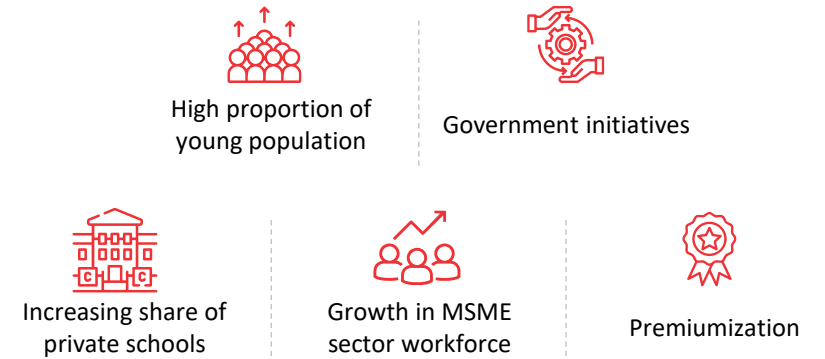 High proportion of
young population
Government initiatives
C
C
Increasing share of
private schools
Growth in MSME
sector workforce
Premiumization